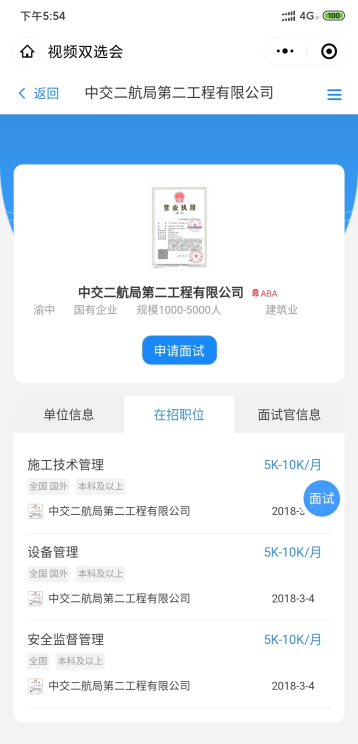 下午5:54
4G
100
视频双选会
返回
中交二航局第二工程有限公司
营业执照
中交二航局第二工程有限公司 ABA
渝中 国有企业 规模1000-5000人 建筑业
申请面试
单位信息 在招职位 面试官信息
施工技术管理 5K-10K/月
全国 国外 本科及以上
面试
中交二航局第二工程有限公司 2018-3-
设备管理 5K-10K/月
全国 国外 本科及以上
中交二航局第二工程有限公司 2018-3-4
安全监督管理 5K-10K/月
全国 本科及以上
中交二航局第二工程有限公司 2018-3-4